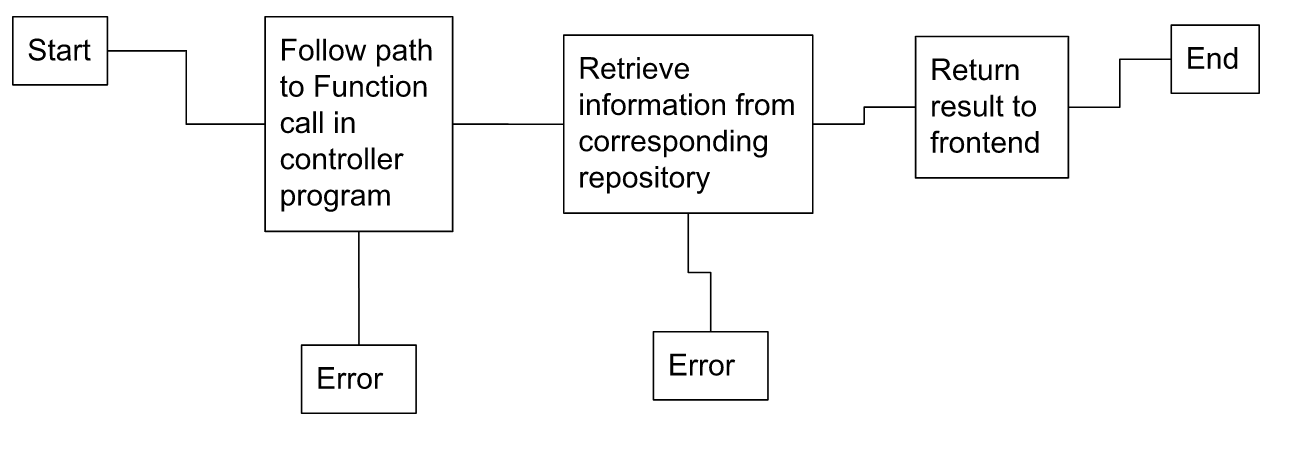 Start
Follow path
to Function
call in
controller
program
Retrieve
information from
corresponding
repository
Return
result to
frontend
End
Error
Error